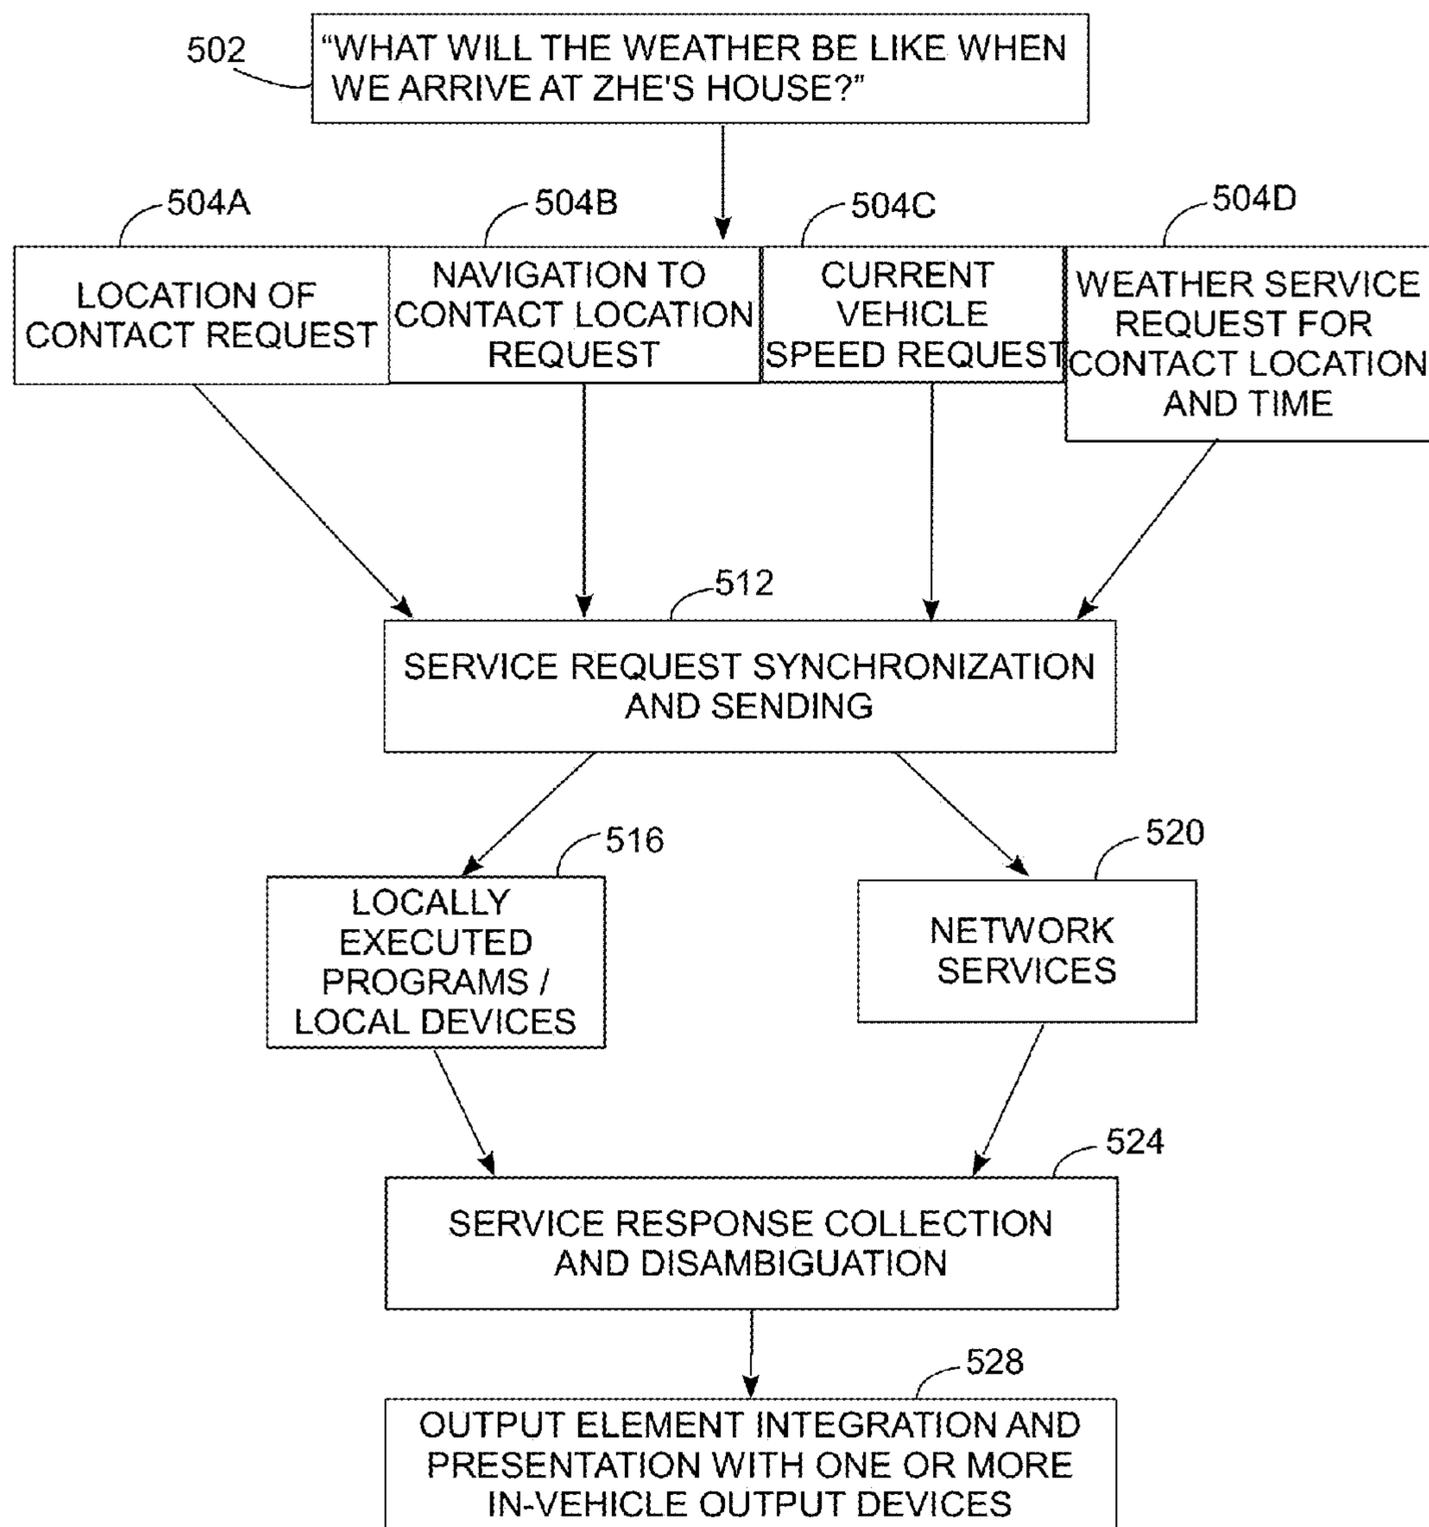 502
“WHAT WILL THE WEATHER BE LIKE WHEN
WE ARRIVE AT ZHE'S HOUSE?”
504A
504B
504C
504D
LOCATION OF
CONTACT REQUEST
NAVIGATION TO
CONTACT LOCATION
REQUEST
CURRENT
VEHICLE
SPEED REQUEST
WEATHER SERVICE
REQUEST FOR
CONTACT LOCATION
AND TIME
512
SERVICE REQUEST SYNCHRONIZATION
AND SENDING
516
520
LOCALLY
EXECUTED
PROGRAMS /
LOCAL DEVICES
NETWORK
SERVICES
524
SERVICE RESPONSE COLLECTION
AND DISAMBIGUATION
528
OUTPUT ELEMENT INTEGRATION AND
PRESENTATION WITH ONE OR MORE
IN-VEHICLE OUTPUT DEVICES